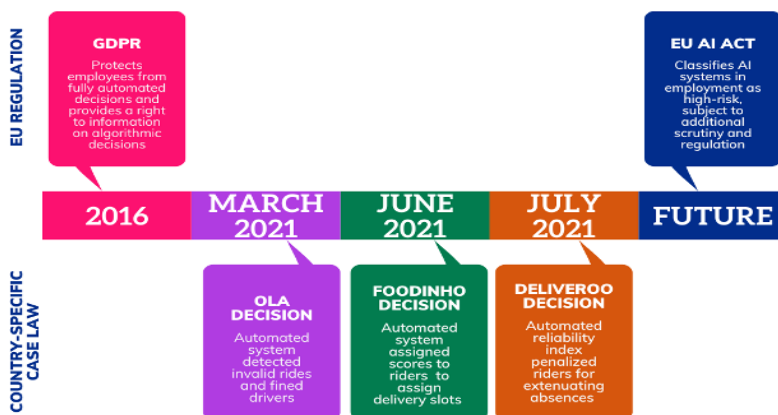 EU REGULATION
GDPR
Protects
employees from
fully automated
decisions and
provides a right
to information
on algorithmic
decisions
EU AI ACT
Classifies AI
systems in
employment as
high-risk,
subject to
additional
scrutiny and
regulation
2016
MARCH
2021
JUNE
2021
JULY
2021
FUTURE
COUNTRY-SPECIFIC
CASE LAW
OLA
DECISION
Automated
system
detected
invalid rides
and fined
drivers
FOODINHO
DECISION
Automated
system
assigned
scores to
riders to
assign
delivery slots
DELIVEROO
DECISION
Automated
reliability
index
penalized
riders for
extenuating
absences